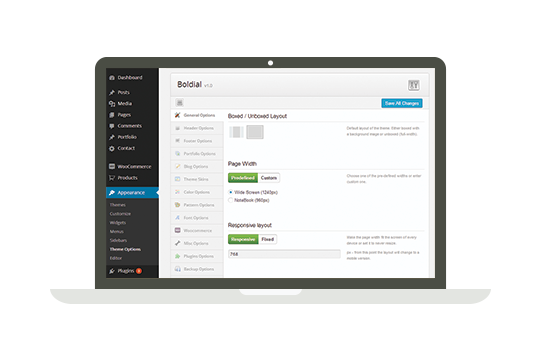 Dashboard
Posts
Media
Pages
Comments
Portfolio
Contact
WooCommerce
Products
Appearance
Themes
Customize
Widgets
Menus
Sidebars
Theme Options
Editor
Plugins
Boldial v1.0
Save All Changes
General Options
Header Options
Footer Options
Portfolio Options
Blog Options
Theme Skins
Color Options
Pattern Options
Font Options
Woocommerce
Misc Options
Plugins Options
Backup Options
Boxed / Unboxed Layout
Default layout of the theme. Either boxed with
a background image or unboxed (full width).
Page Width
Predefined Custom
Choose one of the pre-defined widths or enter
custom one.
Wide Screen (1240px)
NoteBook (960px)
Responsive layout
Responsive Fixed
Make the page width fit the screen of every
device or set it to never resize.
768
px - from this point the layout will change to a
mobile version.